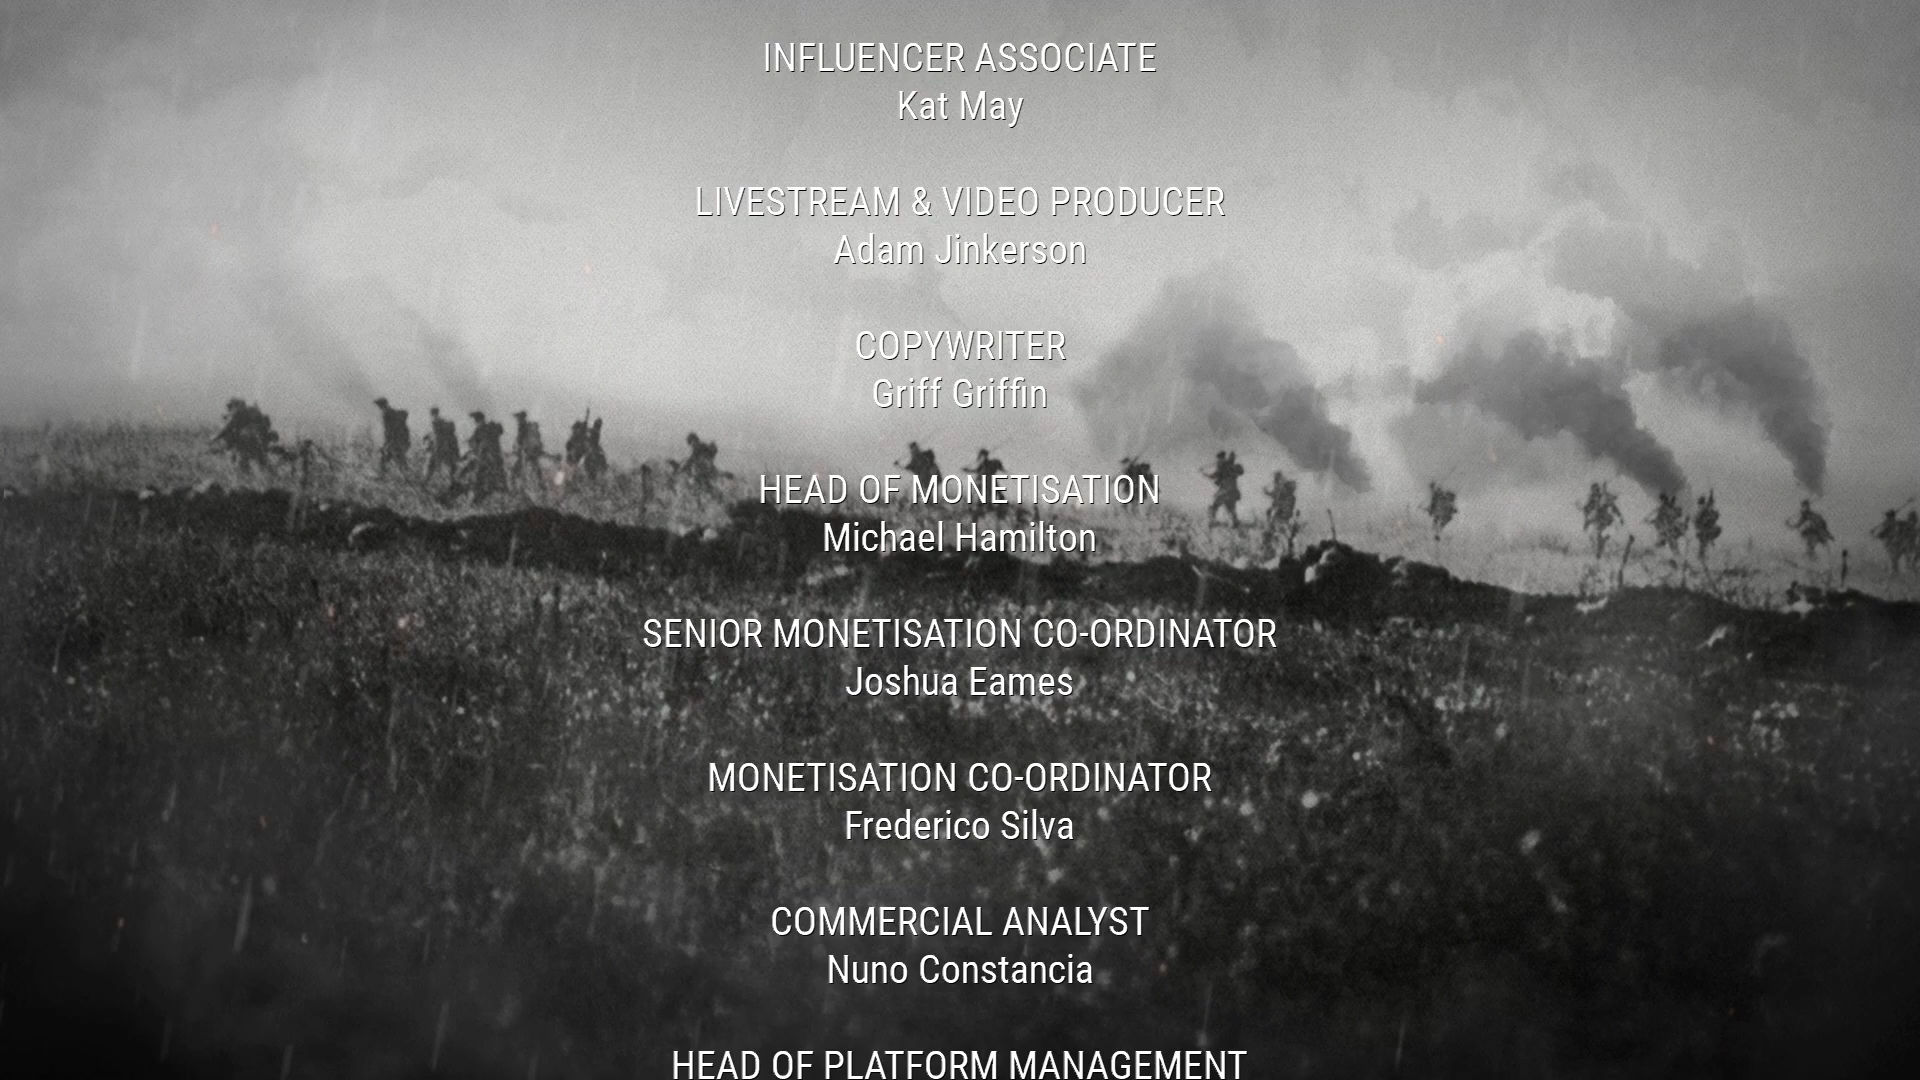 INFLUENCER ASSOCIATE
Kat May
LIVESTREAM & VIDEO PRODUCER
Adam Jinkerson
COPYWRITER
Griff Griffin
HEAD OF MONETISATION
Michael Hamilton
SENIOR MONETISATION CO-ORDINATOR
Joshua Eames
MONETISATION CO-ORDINATOR
Frederico Silva
COMMERCIAL ANALYST
Nuno Constancia
HEAD OF PLATFORM MANAGEMENT